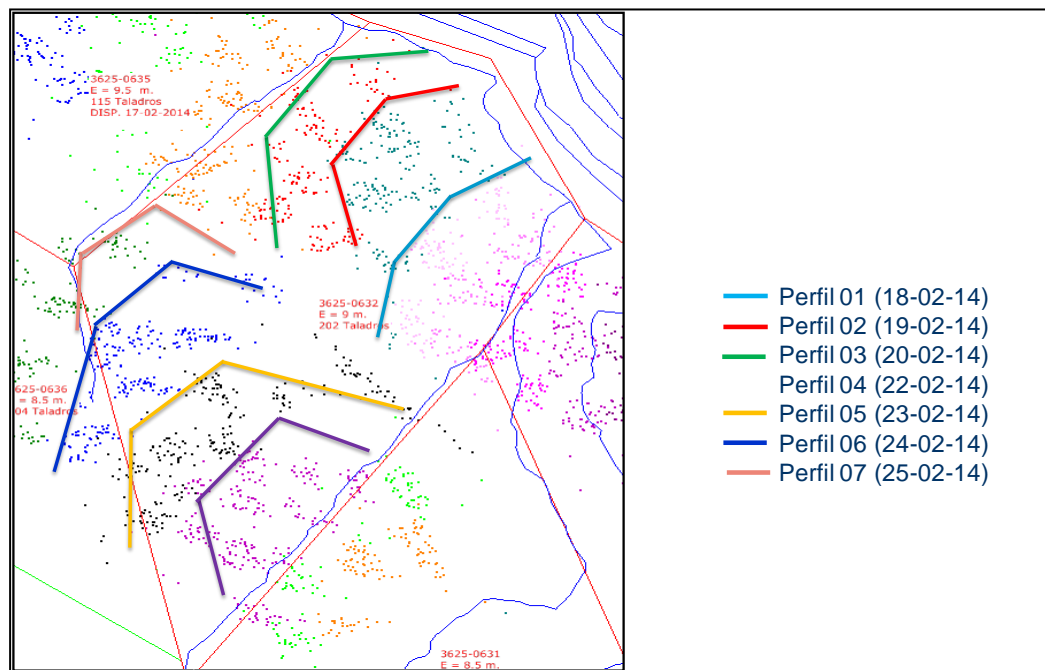 3625-0635
E = 9.5 m.
115 Taladros
DISP. 17-02-2014
3625-0632
E = 9 m.
202 Taladros
625-0636
= 8.5 m.
04 Taladros
3625-0631
E = 8.5 m.
Perfil 01 (18-02-14)
Perfil 02 (19-02-14)
Perfil 03 (20-02-14)
Perfil 04 (22-02-14)
Perfil 05 (23-02-14)
Perfil 06 (24-02-14)
Perfil 07 (25-02-14)